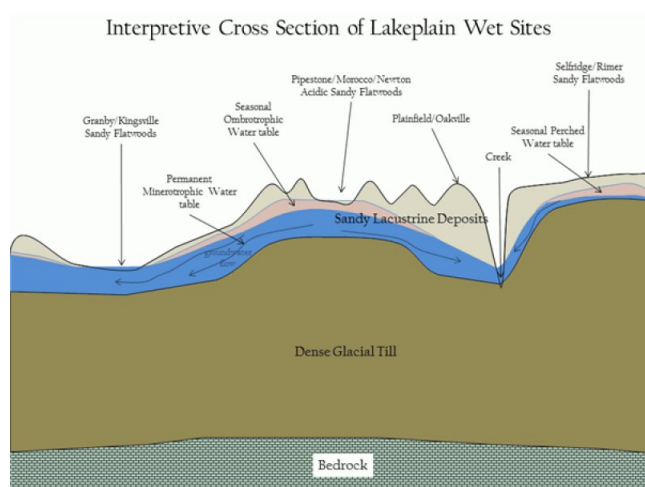 Interpretive Cross Section of Lakeplain Wet Sites
Selfridge/Rimer
Sandy Flatwoods
Pipestone/Morocco/Newton
Acidic Sandy Flatwoods
Seasonal
Ombrotrophic
Water table
Granby/Kingsville
Sandy Flatwoods
Plainfield/Oakville
Seasonal Perched
Water table
Creek
Permanent
Minerotrophic Water
table
Sandy Lacustrine Deposits
groundwater
flow
Dense Glacial Till
Bedrock